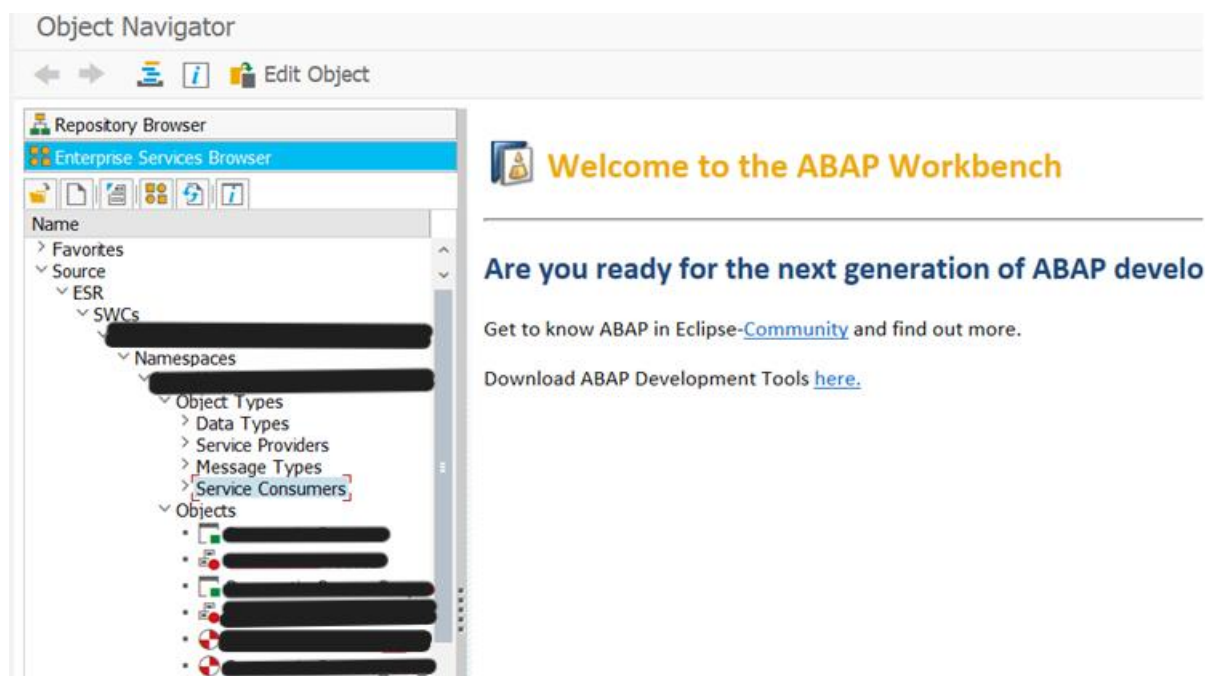 Object Navigator
Edit Object
Repository Browser
Enterprise Services Browser
Name
Favorites
Source
ESR
SWCs
Namespaces
Object Types
Data Types
Service Providers
Message Types
Service Consumers
Objects
Welcome to the ABAP Workbench
Are you ready for the next generation of ABAP develo
Get to know ABAP in Eclipse-Community and find out more.
Download ABAP Development Tools here.